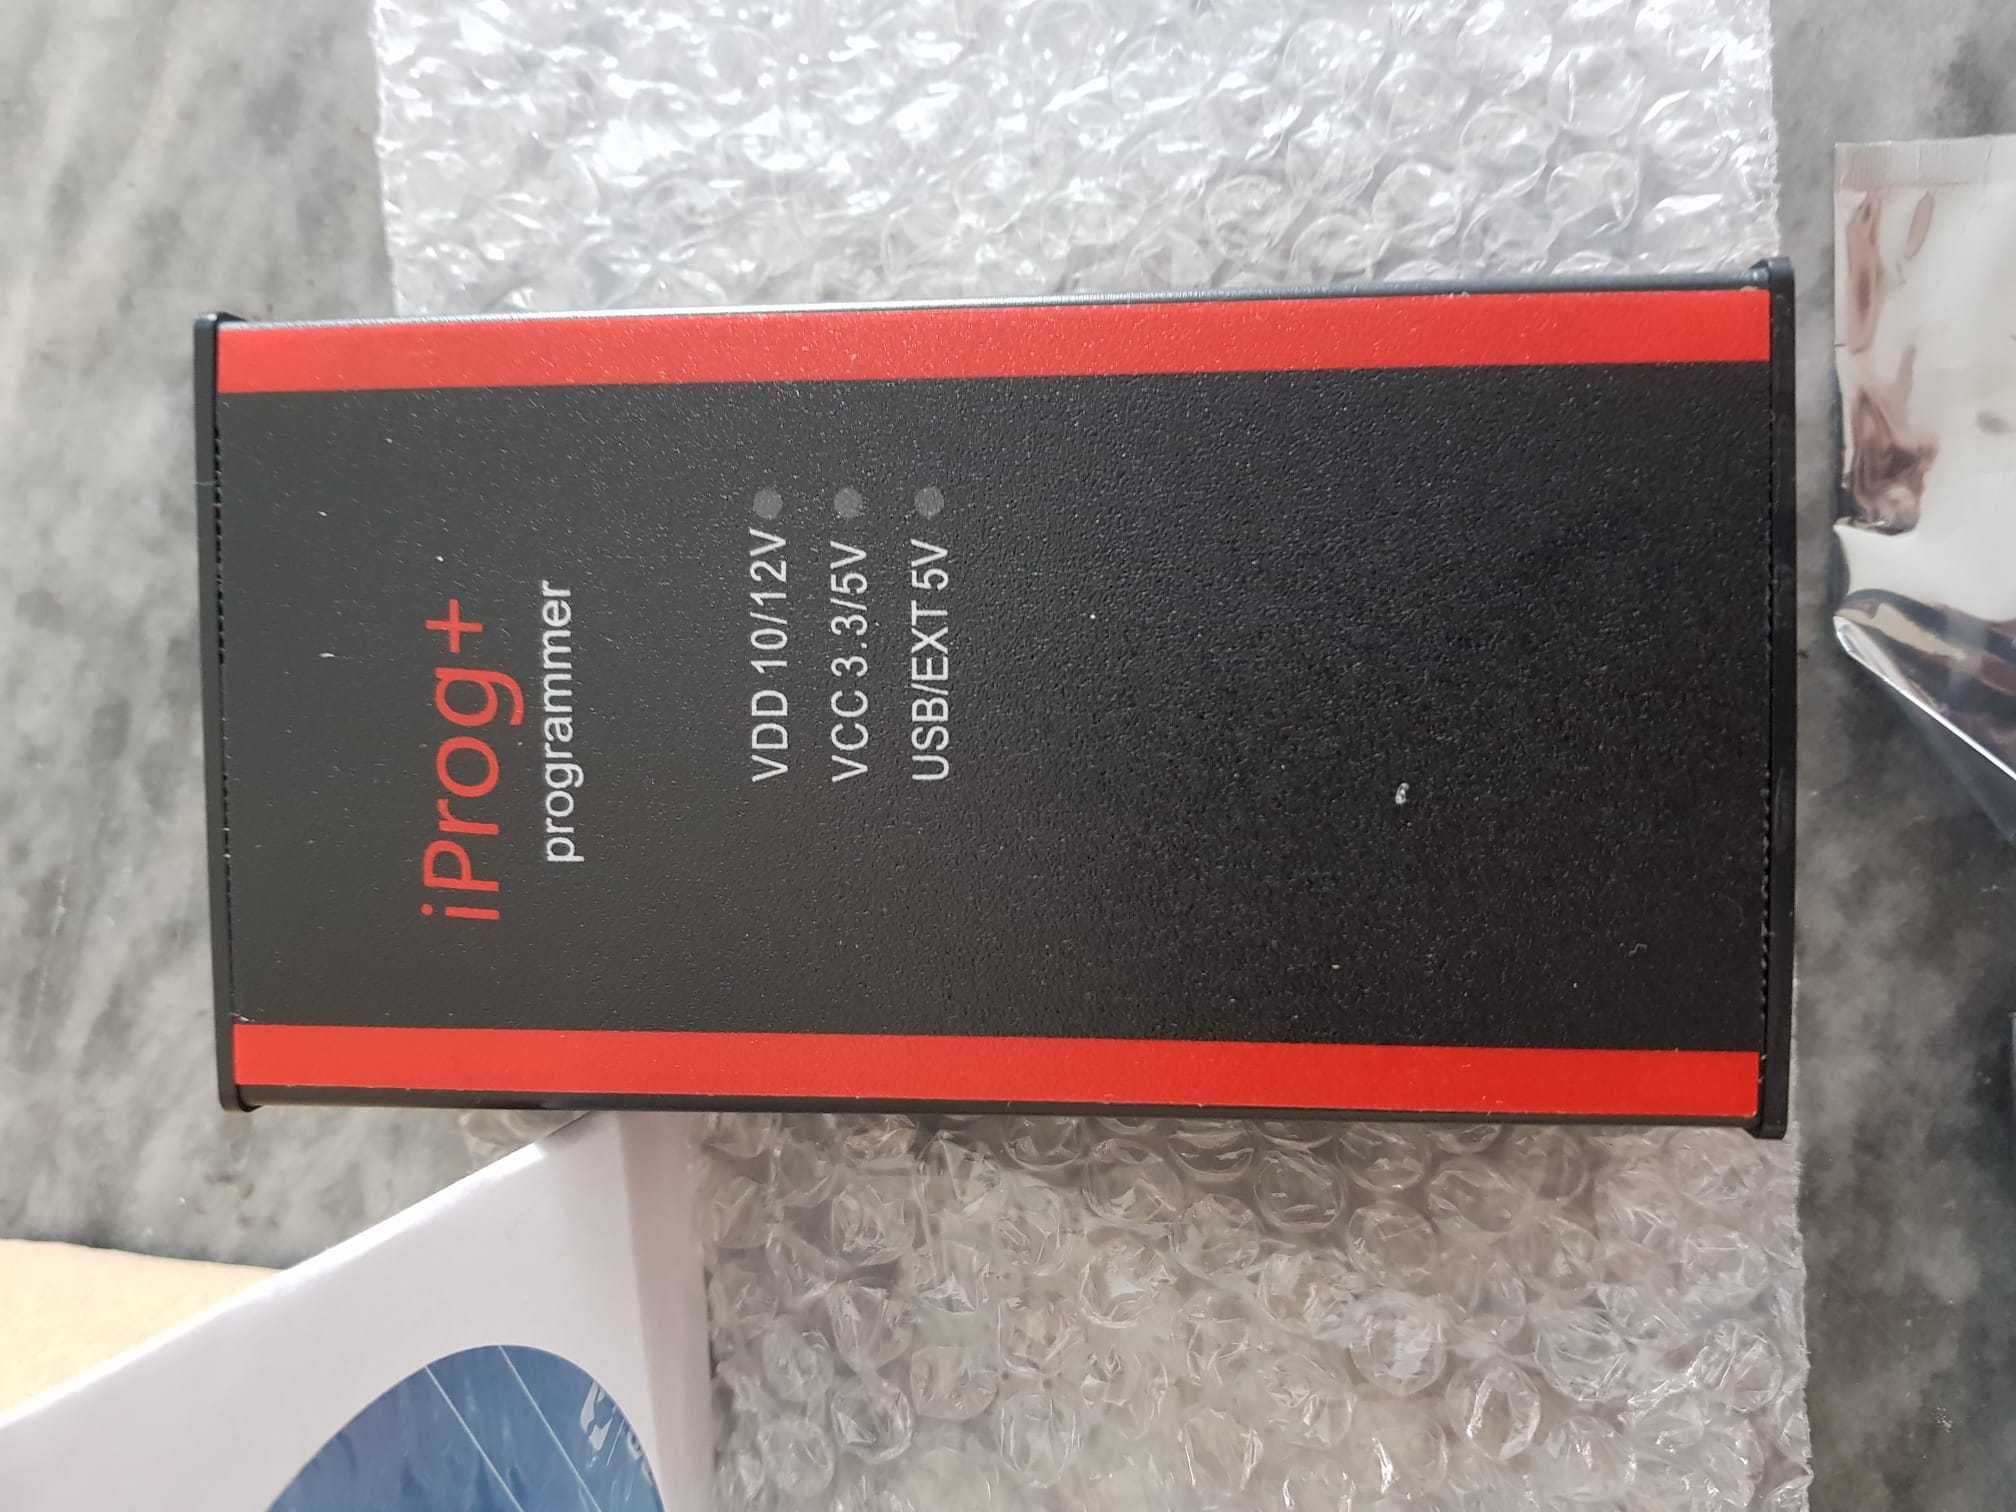 iProg+
programmer
VDD 10/12V
VCC 3.3/5V
USB/EXT 5V